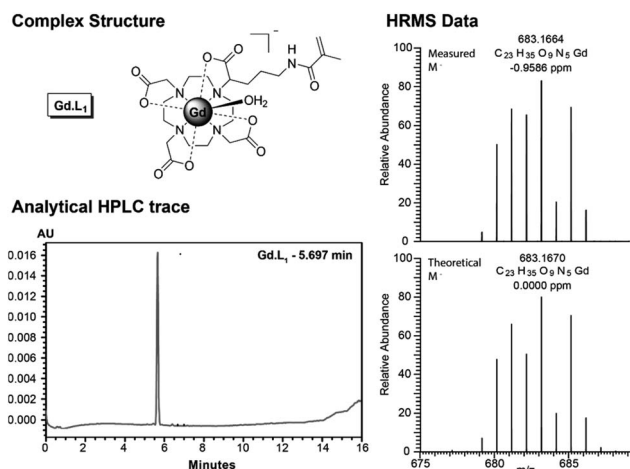 Complex Structure
HRMS Data
O
O
−
O
H
N
O
O
N
N
OH2
Gd.L1
Gd
O
O
O
N
N
O
O
Measured
M-
683.1664
C23 H35 O9 N5 Gd
-0.9586 ppm
Relative Abundance
100
80
60
40
20
0
Analytical HPLC trace
AU
Gd.L1 - 5.697 min
0.016
0.014
0.012
0.010
0.008
0.006
0.004
0.002
0.000
0
2
4
6
8
10
12
14
16
Minutes
Theoretical
M-
683.1670
C23 H35 O9 N5 Gd
0.0000 ppm
Relative Abundance
100
80
60
40
20
0
675
680
685